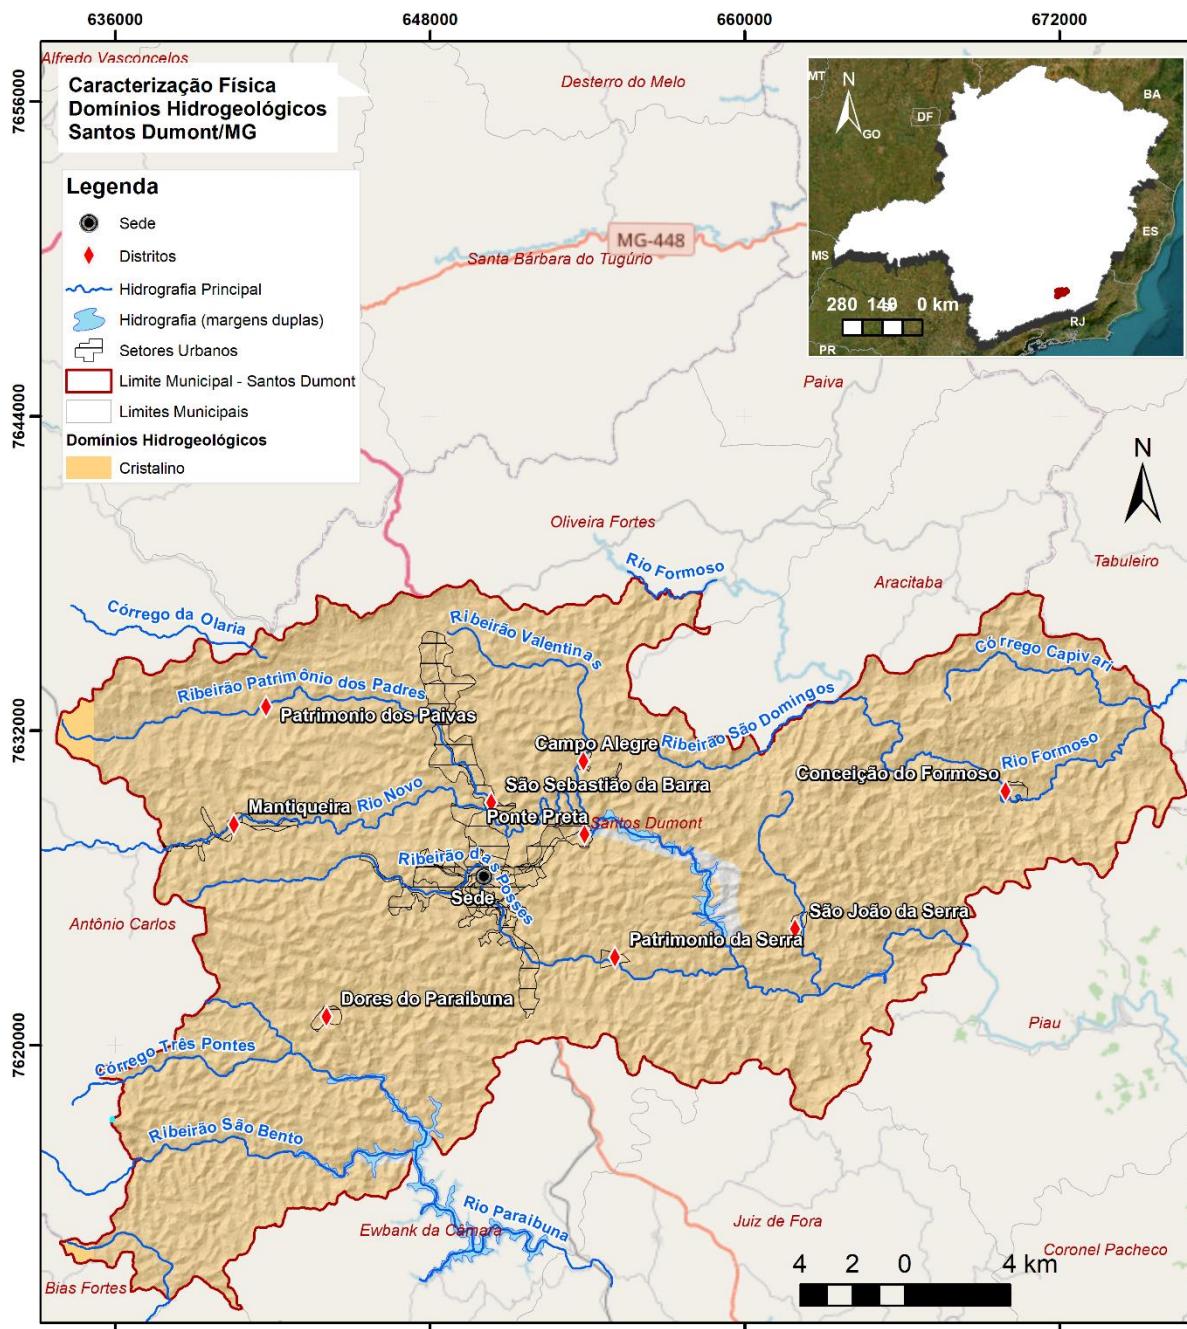 636000
648000
660000
672000
7656000
7644000
7632000
7620000
Alfredo Vasconcelos
Caracterização Física
Domínios Hidrogeológicos
Santos Dumont/MG
Legenda
Sede
Distritos
Hidrografia Principal
Hidrografia (margens duplas)
Setores Urbanos
Limite Municipal - Santos Dumont
Limites Municipais
Domínios Hidrogeológicos
Cristalino
Desterro do Melo
MG-448
Santa Bárbara do Tugúrio
MT
N
GO
DF
BA
MS
ES
RJ
PR
280 140 0 km
Paiva
N
Oliveira Fortes
Tabuleiro
Aracitaba
Rio Formoso
Córrego da Olaria
Ribeirão Valentinas
Córrego Capivari
Ribeirão Patrimônio dos Padres
Patrimonio dos Paivas
Ribeirão São Domingos
Campo Alegre
Rio Formoso
Conceição do Formoso
São Sebastião da Barra
Mantiqueira
Rio Novo
Ponte Preta
Santos Dumont
Ribeirão das Posses
Sede
São João da Serra
Antônio Carlos
Patrimonio da Serra
Dores do Paraibuna
Piau
Córrego Três Pontes
Ribeirão São Bento
Rio Paraibuna
Ewbank da Câmara
Juiz de Fora
Coronel Pacheco
Bias Fortes
4 2 0 4 km